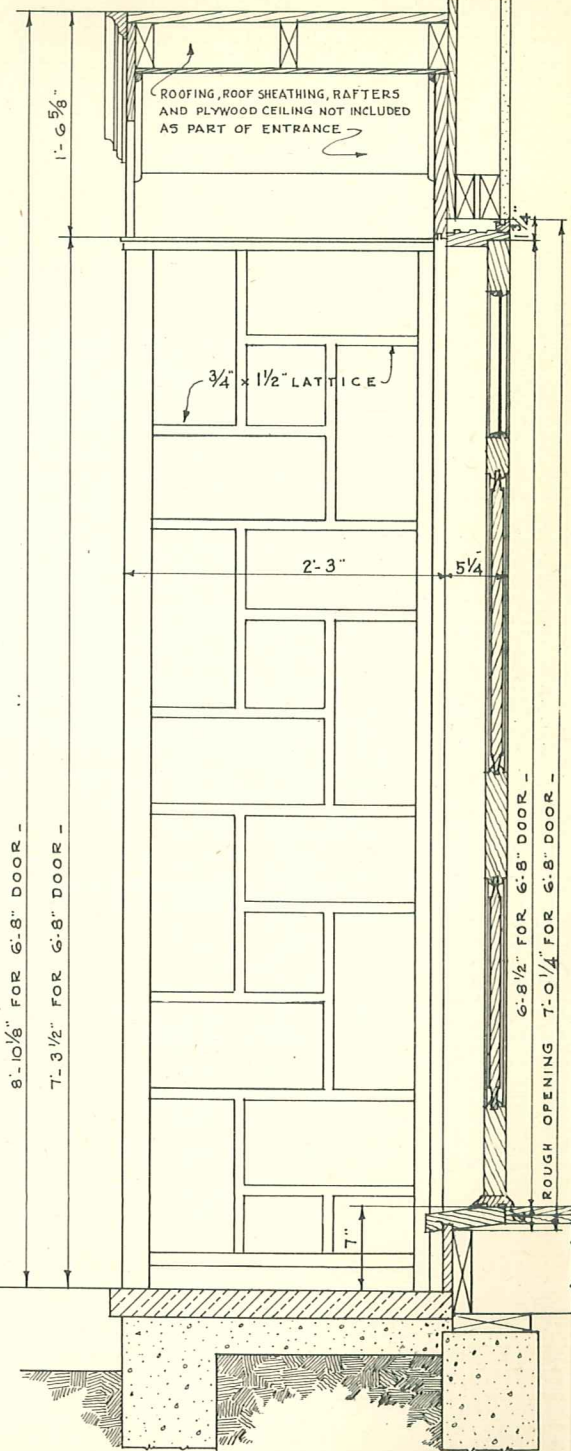 1'-6 5/8"
ROOFING, ROOF SHEATHING, RAFTERS
AND PLYWOOD CEILING NOT INCLUDED
AS PART OF ENTRANCE
1 3/4"
3/4" x 1 1/2" LATTICE
2'-3"
5 1/4"
8'-10 1/8" FOR 6'-8" DOOR -
7'-3 1/2" FOR 6'-8" DOOR -
6'-8 1/2" FOR 6'-8" DOOR -
ROUGH OPENING 7'-0 1/4" FOR 6'-8" DOOR -
7"